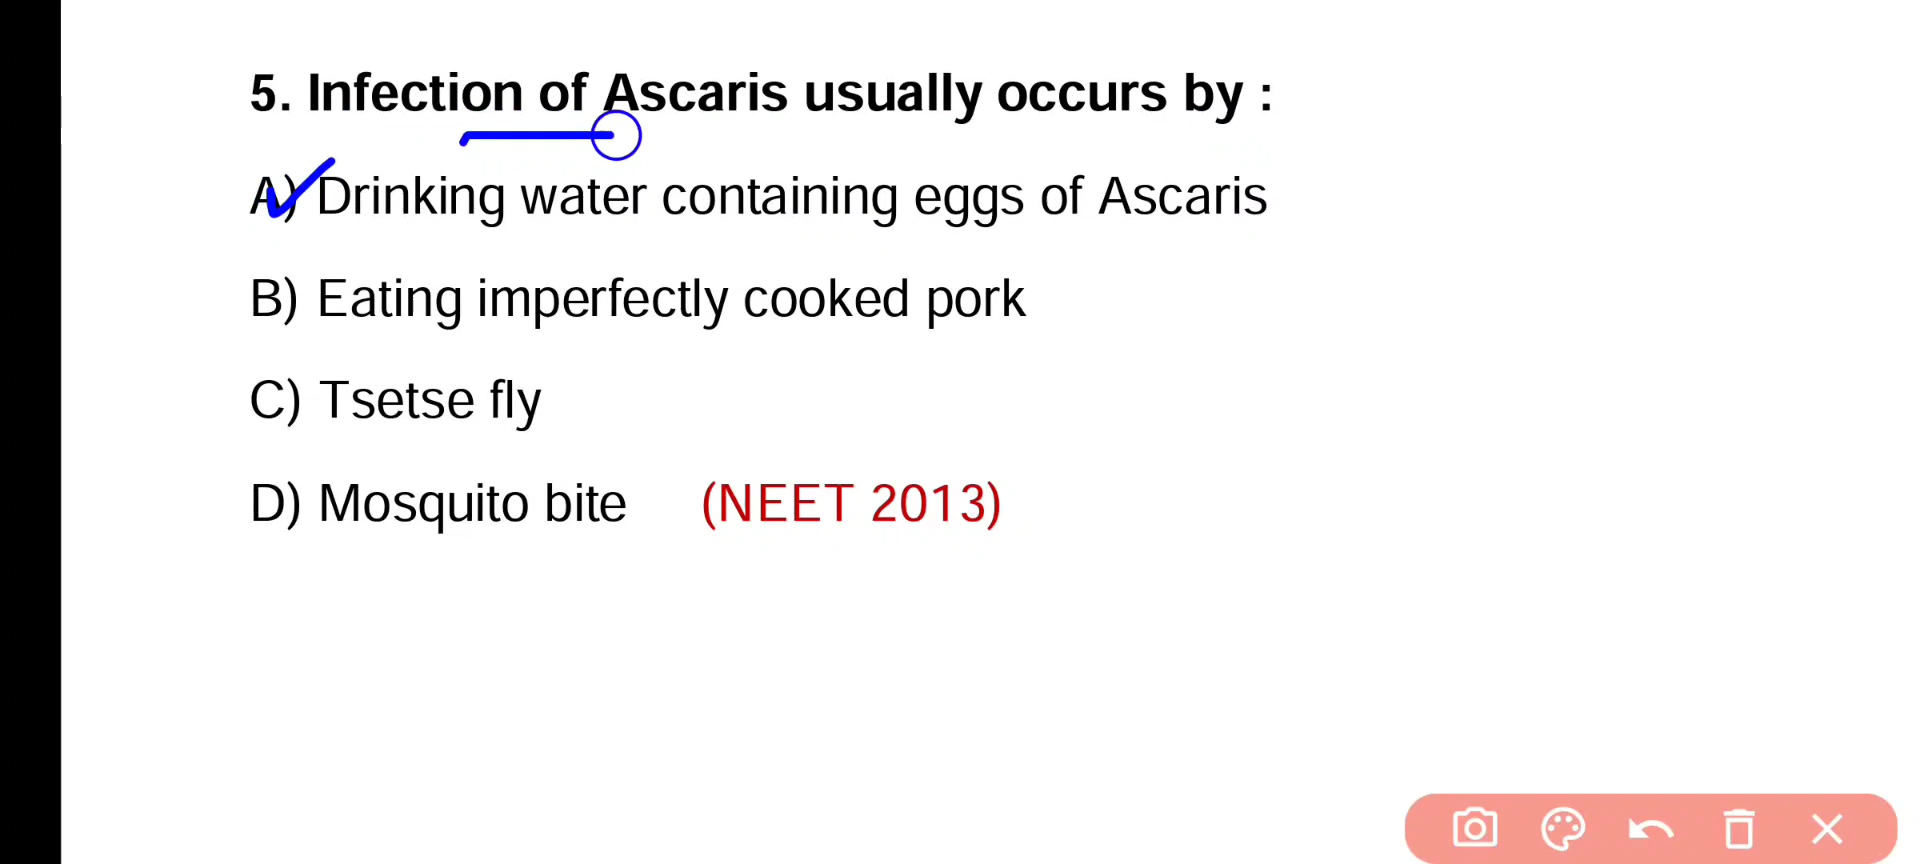 5. Infection of Ascaris usually occurs by :
A) Drinking water containing eggs of Ascaris
B) Eating imperfectly cooked pork
C) Tsetse fly
D) Mosquito bite (NEET 2013)